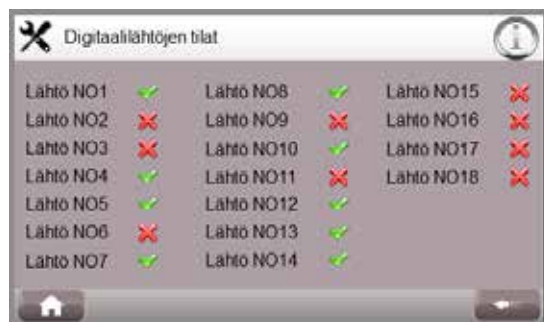 Digitaalilähtöjen tilat
Lähtö NO1
Lähtö NO2
Lähtö NO3
Lähtö NO4
Lähtö NO5
Lähtö NO6
Lähtö NO7
Lähtö NO8
Lähtö NO9
Lähtö NO10
Lähtö NO11
Lähtö NO12
Lähtö NO13
Lähtö NO14
Lähtö NO15
Lähtö NO16
Lähtö NO17
Lähtö NO18